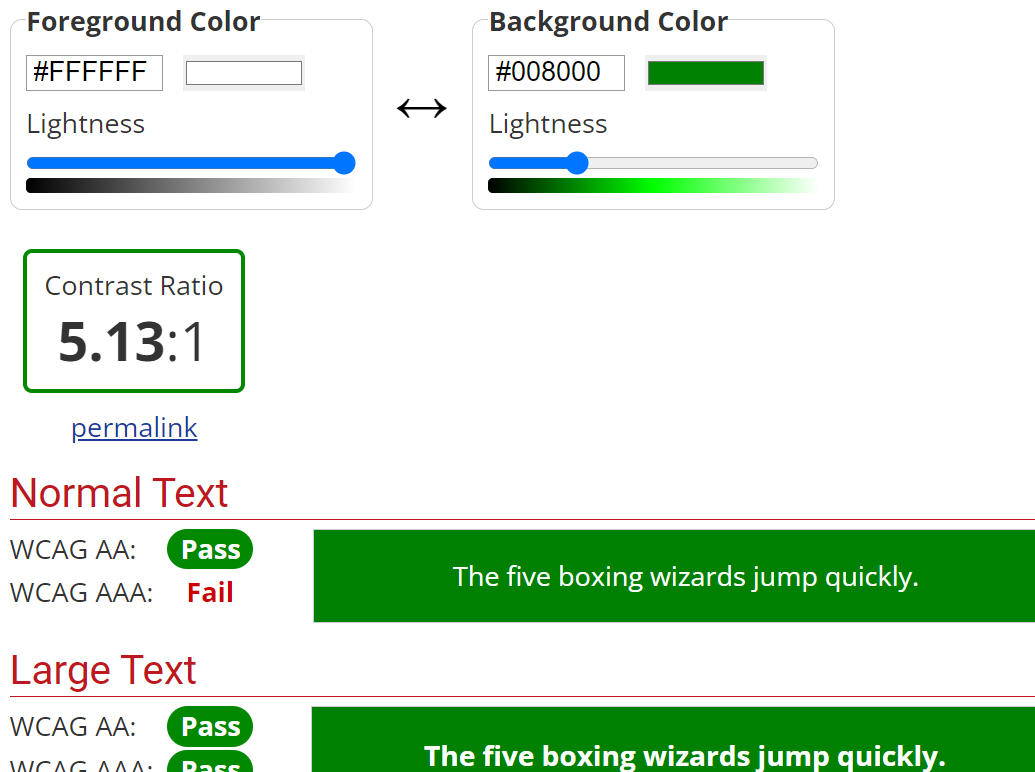 Foreground Color
Background Color
#FFFFFF
#008000
Lightness
Lightness
Contrast Ratio
5.13:1
permalink
Normal Text
WCAG AA: Pass
WCAG AAA: Fail
The five boxing wizards jump quickly.
Large Text
WCAG AA: Pass
WCAG AAA: Pass
The five boxing wizards jump quickly.